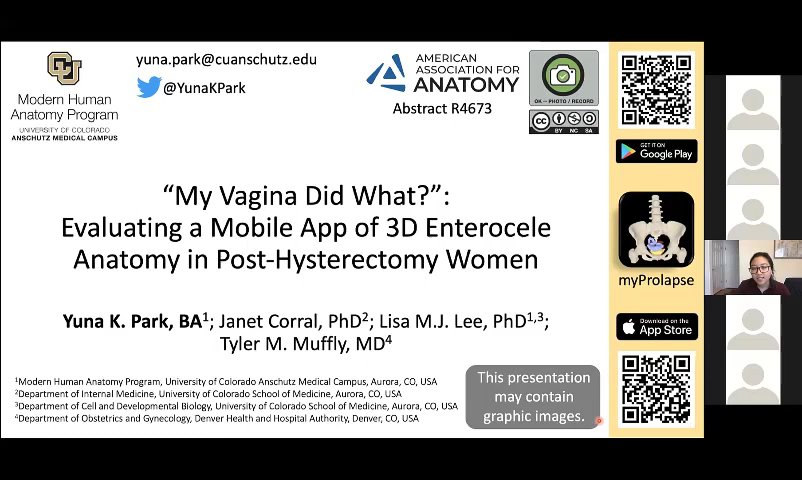 yuna.park@cuanschutz.edu
@YunaKPark
CU
Modern Human
Anatomy Program
UNIVERSITY OF COLORADO
ANSCHUTZ MEDICAL CAMPUS
AMERICAN
ASSOCIATION FOR
ANATOMY
Abstract R4673
OK – PHOTO / RECORD
CC
BY NC SA
“My Vagina Did What?”:
Evaluating a Mobile App of 3D Enterocele
Anatomy in Post-Hysterectomy Women
Yuna K. Park, BA¹; Janet Corral, PhD²; Lisa M.J. Lee, PhD¹,³;
Tyler M. Muffly, MD⁴
¹Modern Human Anatomy Program, University of Colorado Anschutz Medical Campus, Aurora, CO, USA
²Department of Internal Medicine, University of Colorado School of Medicine, Aurora, CO, USA
³Department of Cell and Developmental Biology, University of Colorado School of Medicine, Aurora, CO, USA
⁴Department of Obstetrics and Gynecology, Denver Health and Hospital Authority, Denver, CO, USA
This presentation
may contain
graphic images.
GET IT ON
Google Play
myProlapse
Download on the
App Store